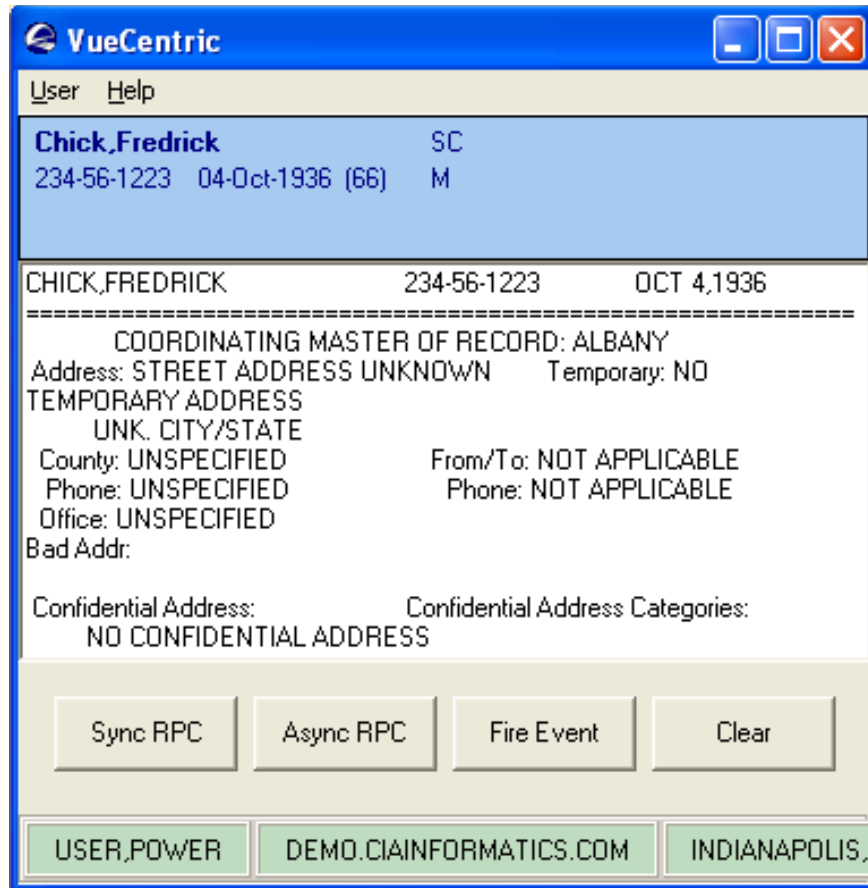 VueCentric
User Help
Chick,Fredrick SC
234-56-1223 04-Oct-1936 (66) M
CHICK,FREDRICK 234-56-1223 OCT 4,1936
==============================================================
COORDINATING MASTER OF RECORD: ALBANY
Address: STREET ADDRESS UNKNOWN Temporary: NO
TEMPORARY ADDRESS
UNK. CITY/STATE
County: UNSPECIFIED From/To: NOT APPLICABLE
Phone: UNSPECIFIED Phone: NOT APPLICABLE
Office: UNSPECIFIED
Bad Addr:
Confidential Address: Confidential Address Categories:
NO CONFIDENTIAL ADDRESS
Sync RPC Async RPC Fire Event Clear
USER,POWER DEMO.CIAINFORMATICS.COM INDIANAPOLIS,